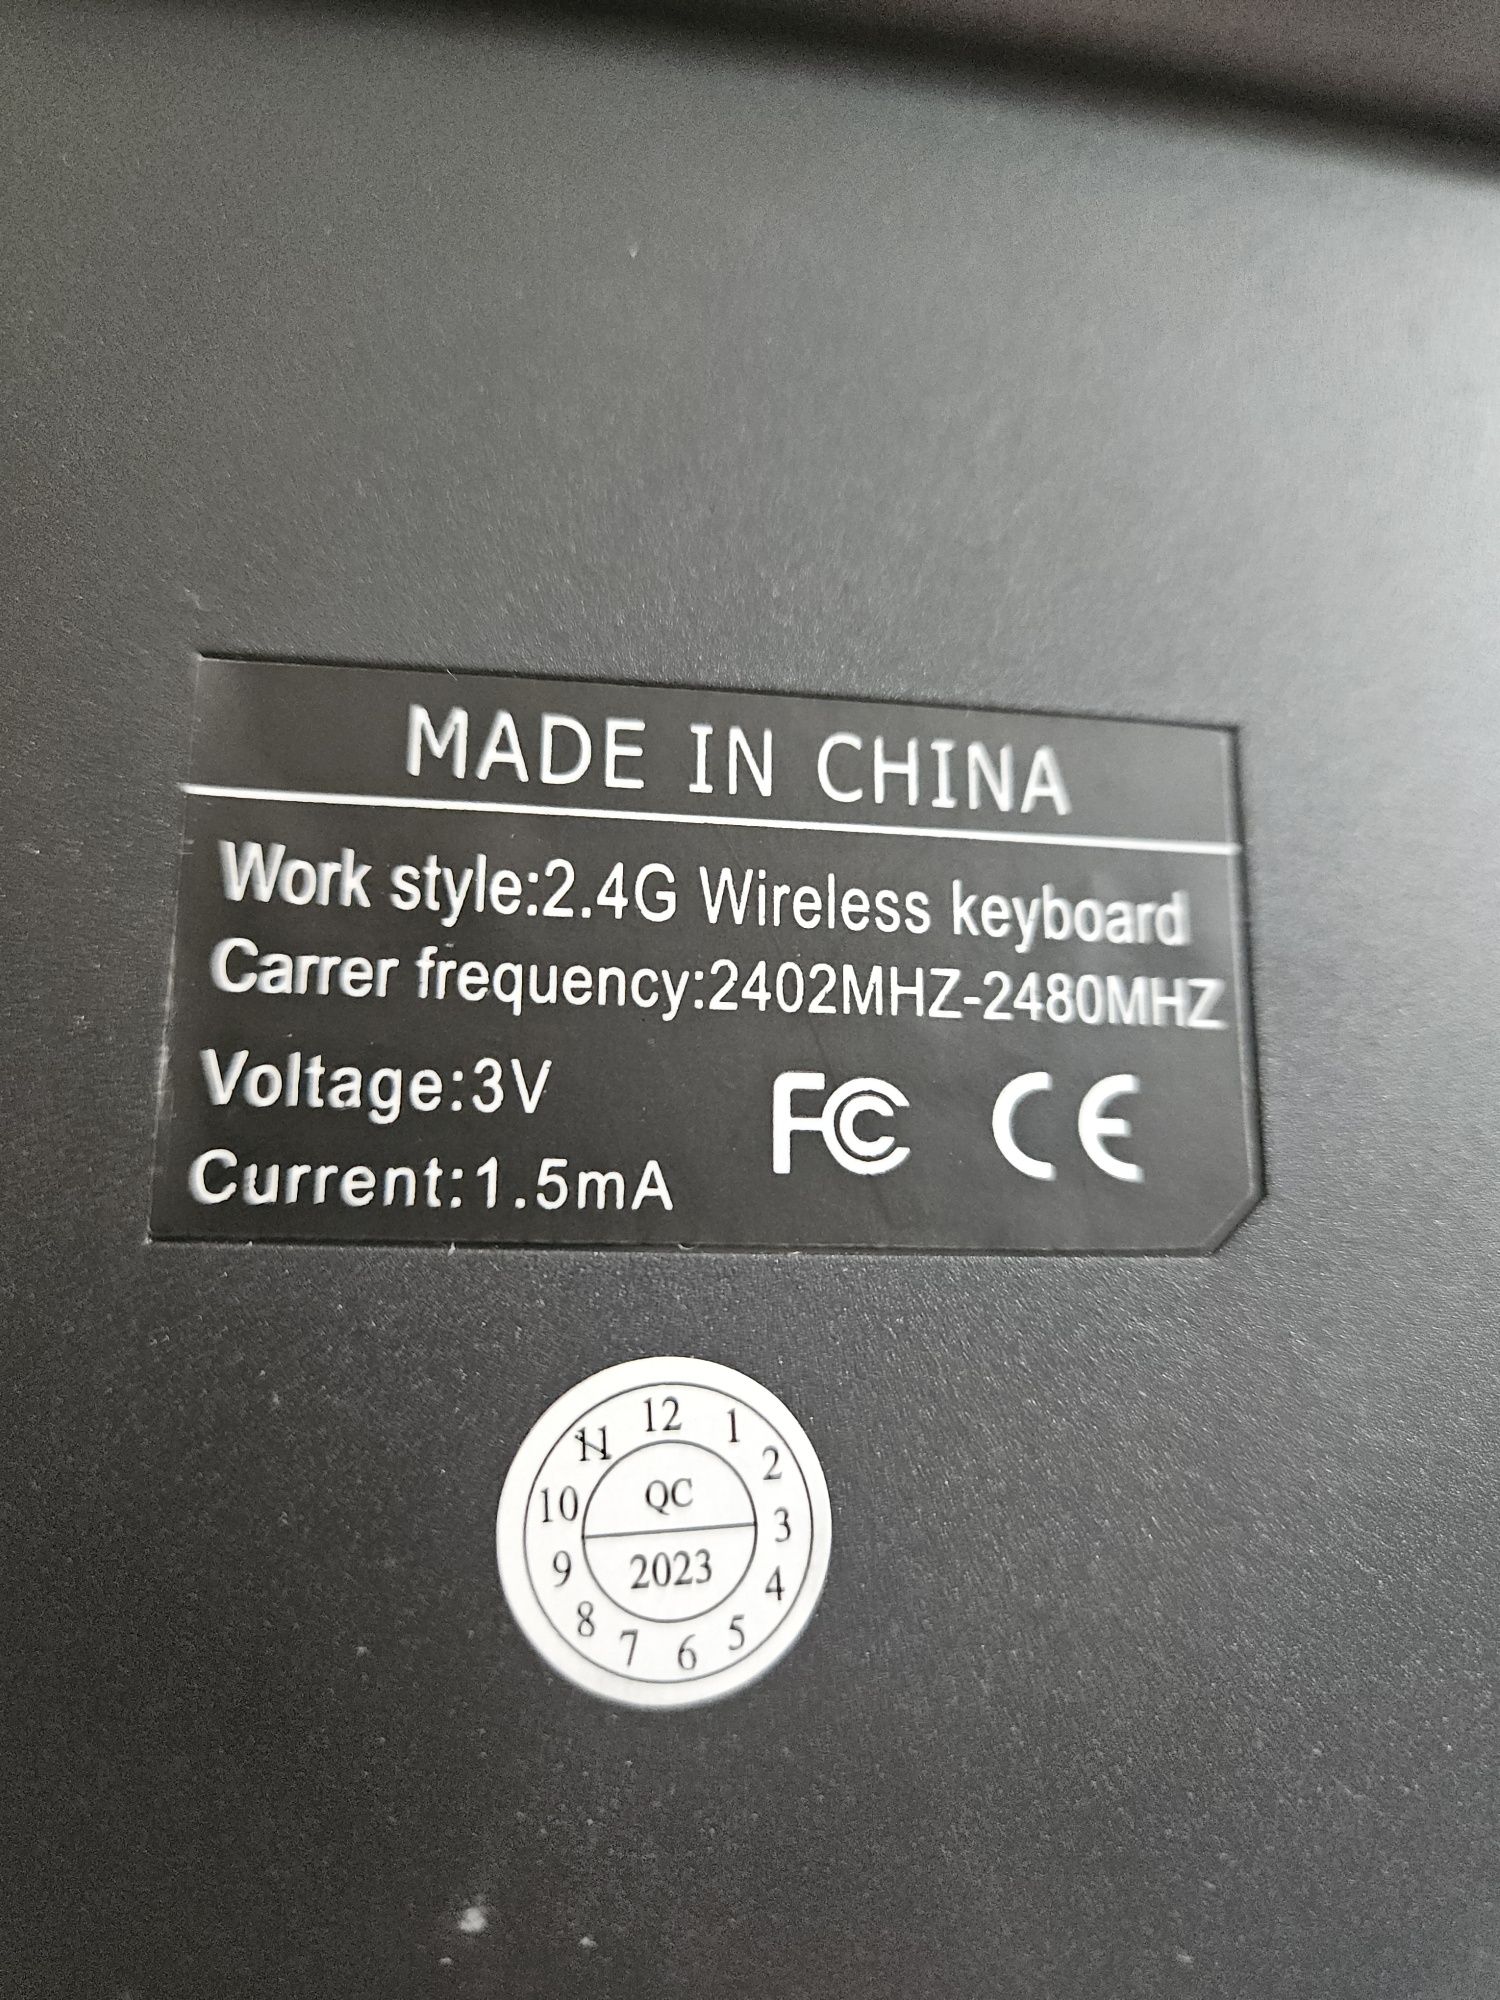 MADE IN CHINA
Work style:2.4G Wireless keyboard
Carrer frequency:2402MHZ-2480MHZ
Voltage:3V
Current:1.5mA
FC CE
12
1
2
3
4
5
6
7
8
9
10
11
QC
2023